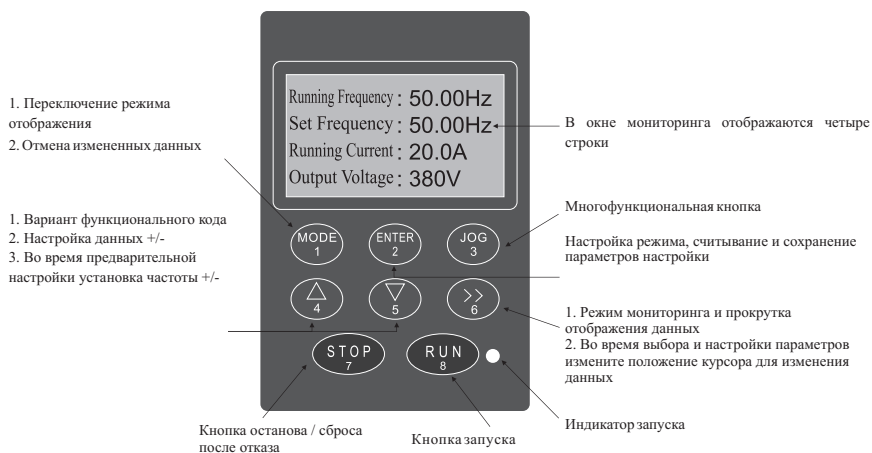 Running Frequency : 50.00Hz
Set Frequency : 50.00Hz
Running Current : 20.0A
Output Voltage : 380V
1. Переключение режима
отображения
2. Отмена измененных данных
В окне мониторинга отображаются четыре
строки
1. Вариант функционального кода
2. Настройка данных +/-
3. Во время предварительной
настройки установка частоты +/-
Многофункциональная кнопка
Настройка режима, считывание и сохранение
параметров настройки
MODE
1
ENTER
2
JOG
3
4
5
>>
6
1. Режим мониторинга и прокрутка
отображения данных
2. Во время выбора и настройки параметров
измените положение курсора для изменения
данных
STOP
7
RUN
8
Кнопка останова / сброса
после отказа
Кнопка запуска
Индикатор запуска